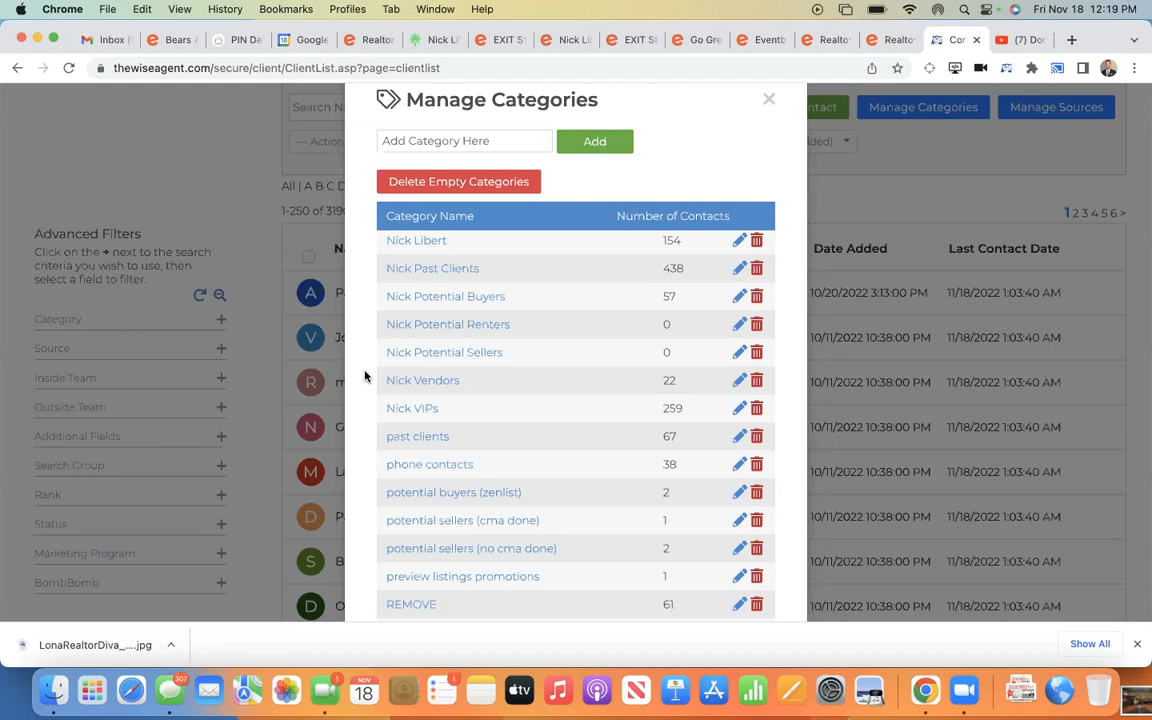 Chrome File Edit View History Bookmarks Profiles Tab Window Help Fri Nov 18 12:19 PM
Inbox ( Bears A PIN De Google Realtor Nick Li EXIT St Nick Li EXIT St Go Gre Eventb Realto Realto Con (7) Dor
thewiseagent.com/secure/client/ClientList.asp?page=clientlist
Manage Categories
Search Na ontact Manage Categories Manage Sources
Add Category Here Add
--- Action ded)
Delete Empty Categories
All | A B C D
1-250 of 3190 1 2 3 4 5 6 >
Category Name Number of Contacts
Advanced Filters
Click on the + next to the search
criteria you wish to use, then
select a field to filter.
Date Added Last Contact Date
Nick Libert 154
Nick Past Clients 438
A 10/20/2022 3:13:00 PM 11/18/2022 1:03:40 AM
Nick Potential Buyers 57
Category +
Nick Potential Renters 0
V Jo 10/11/2022 10:38:00 PM 11/18/2022 1:03:40 AM
Source +
Nick Potential Sellers 0
Inside Team +
R m 10/11/2022 10:38:00 PM 11/18/2022 1:03:40 AM
Nick Vendors 22
Outside Team +
Nick VIPs 259
N G 10/11/2022 10:38:00 PM 11/18/2022 1:03:40 AM
Additional Fields +
past clients 67
Search Group +
phone contacts 38
M La 10/11/2022 10:38:00 PM 11/18/2022 1:03:40 AM
Rank +
potential buyers (zenlist) 2
D 10/11/2022 10:38:00 PM 11/18/2022 1:03:40 AM
Status +
potential sellers (cma done) 1
Marketing Program +
potential sellers (no cma done) 2
S B 10/11/2022 10:38:00 PM 11/18/2022 1:03:40 AM
BombBomb +
preview listings promotions 1
REMOVE 61
D O 10/11/2022 10:38:00 PM 11/18/2022 1:03:40 AM
LonaRealtorDiva_....jpg Show All
307 NOV 18 1 1 tv